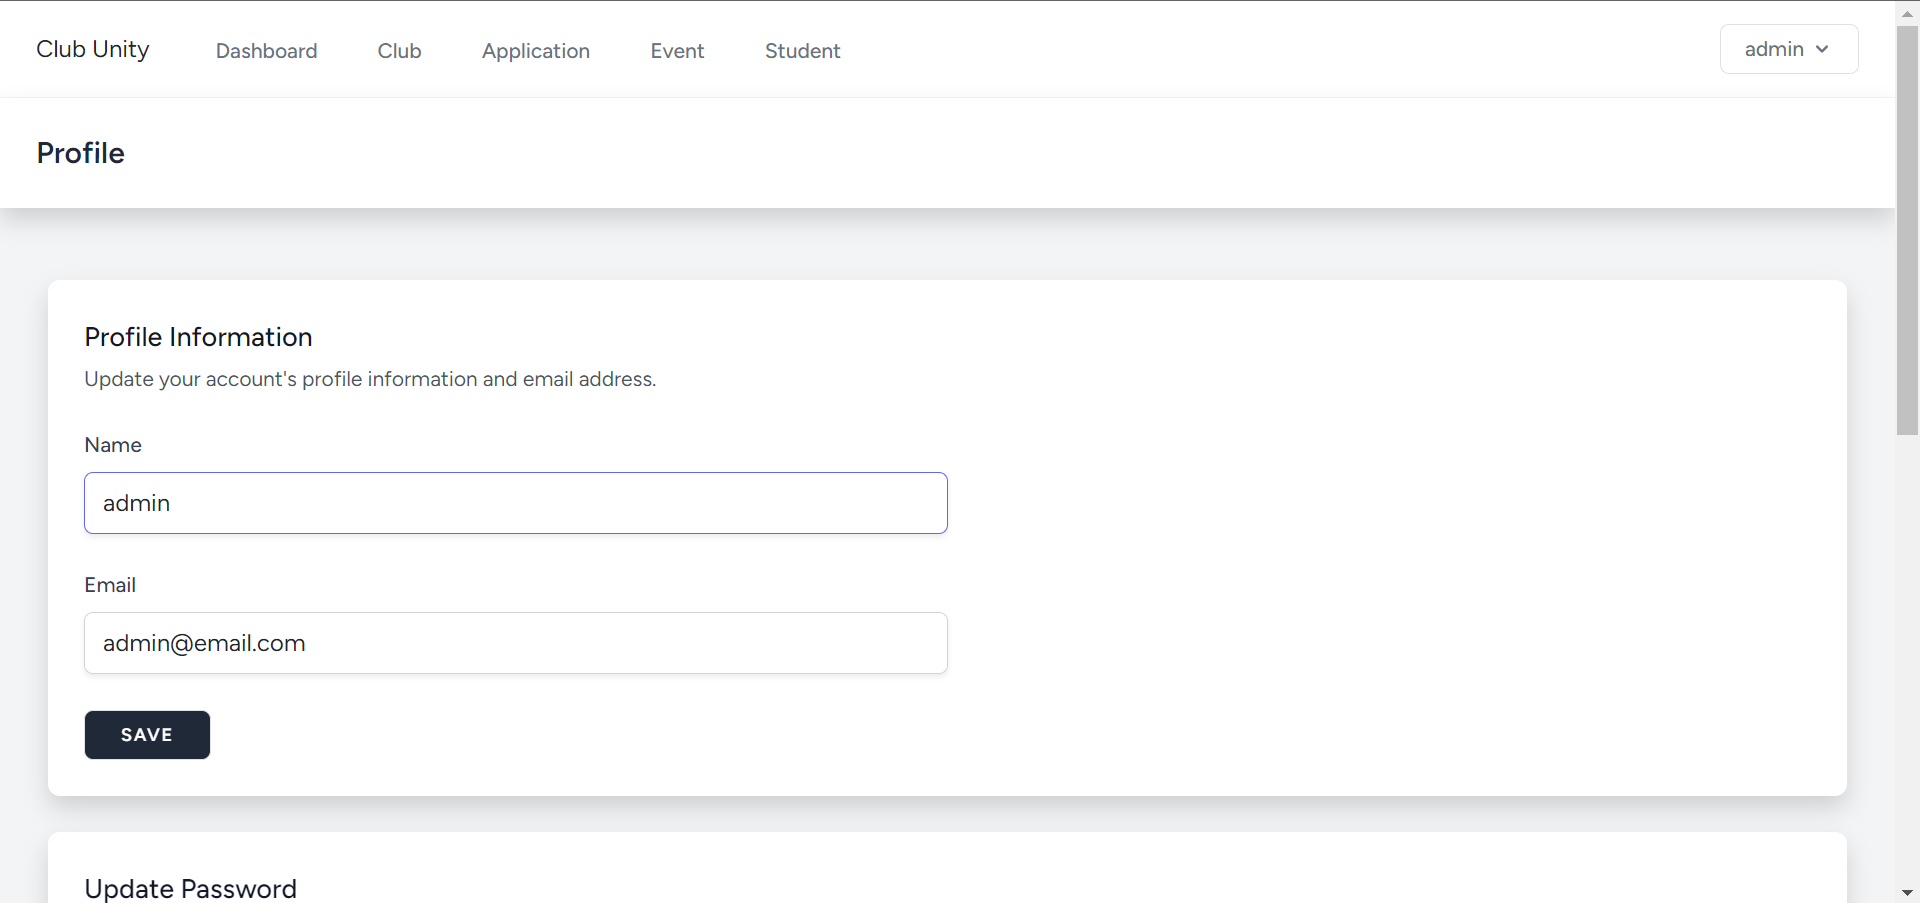 Club Unity Dashboard Club Application Event Student admin
Profile
Profile Information
Update your account's profile information and email address.
Name
admin
Email
admin@email.com
SAVE
Update Password